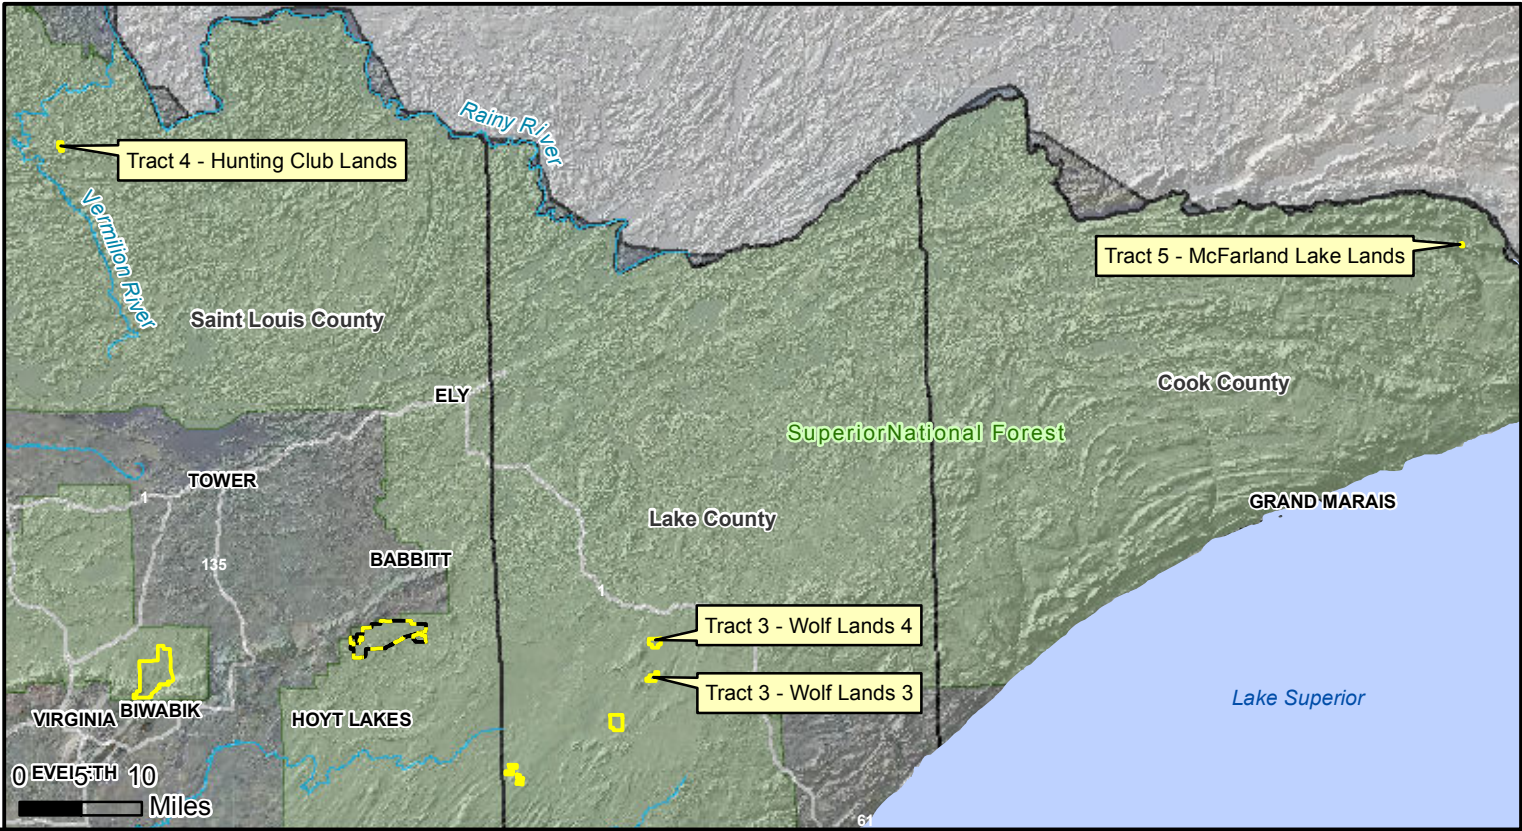 Rainy River
Tract 4 - Hunting Club Lands
Vermilion River
Tract 5 - McFarland Lake Lands
Saint Louis County
Cook County
ELY
SuperiorNational Forest
TOWER
1
GRAND MARAIS
Lake County
BABBITT
135
1
Tract 3 - Wolf Lands 4
Tract 3 - Wolf Lands 3
Lake Superior
VIRGINIA
BIWABIK
HOYT LAKES
EVELETH
0 5 10
Miles
61